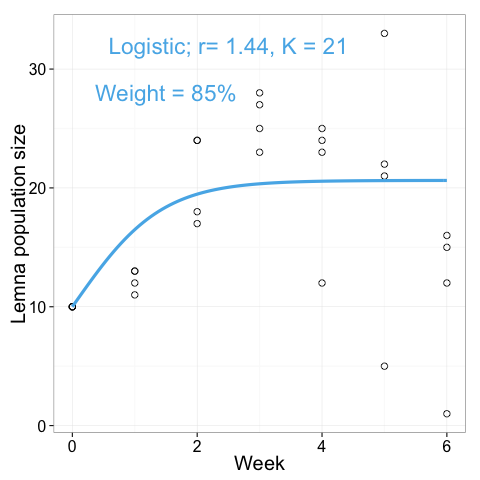 Logistic; r= 1.44, K = 21
Weight = 85%
Lemna population size
30
20
10
0
0 2 4 6
Week